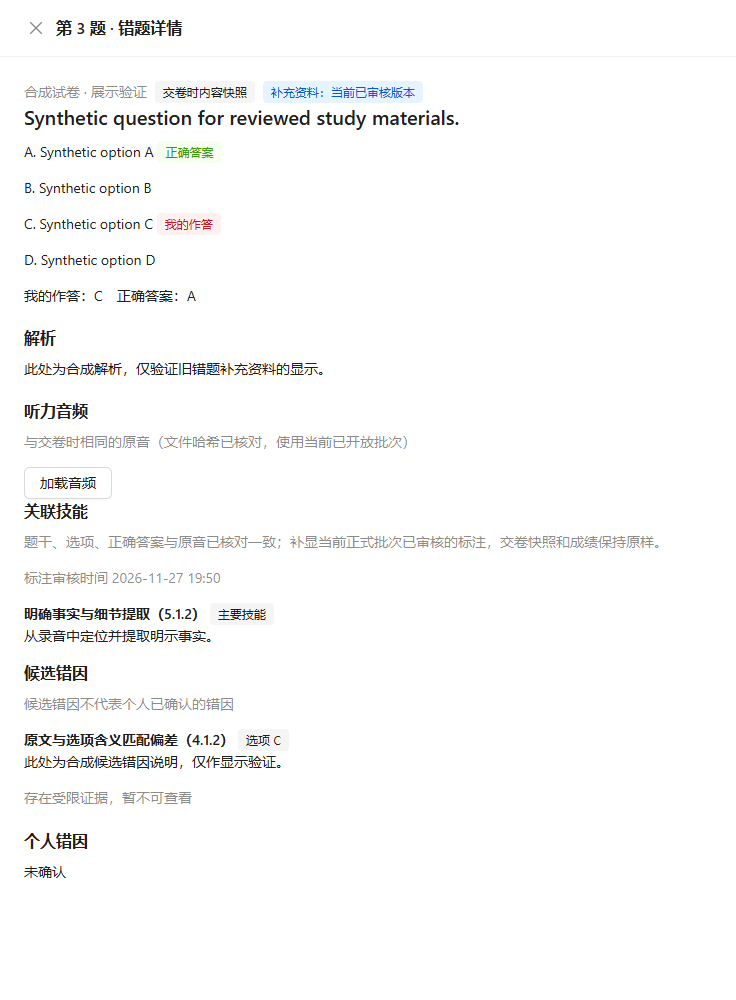 第 3 题 · 错题详情
合成试卷 · 展示验证 交卷时内容快照 补充资料：当前已审核版本
Synthetic question for reviewed study materials.
A. Synthetic option A 正确答案
B. Synthetic option B
C. Synthetic option C 我的作答
D. Synthetic option D
我的作答：C 正确答案：A
解析
此处为合成解析，仅验证旧错题补充资料的显示。
听力音频
与交卷时相同的原音（文件哈希已核对，使用当前已开放批次）
加载音频
关联技能
题干、选项、正确答案与原音已核对一致；补显当前正式批次已审核的标注，交卷快照和成绩保持原样。
标注审核时间 2026-11-27 19:50
明确事实与细节提取（5.1.2） 主要技能
从录音中定位并提取明示事实。
候选错因
候选错因不代表个人已确认的错因
原文与选项含义匹配偏差（4.1.2） 选项 C
此处为合成候选错因说明，仅作显示验证。
存在受限证据，暂不可查看
个人错因
未确认